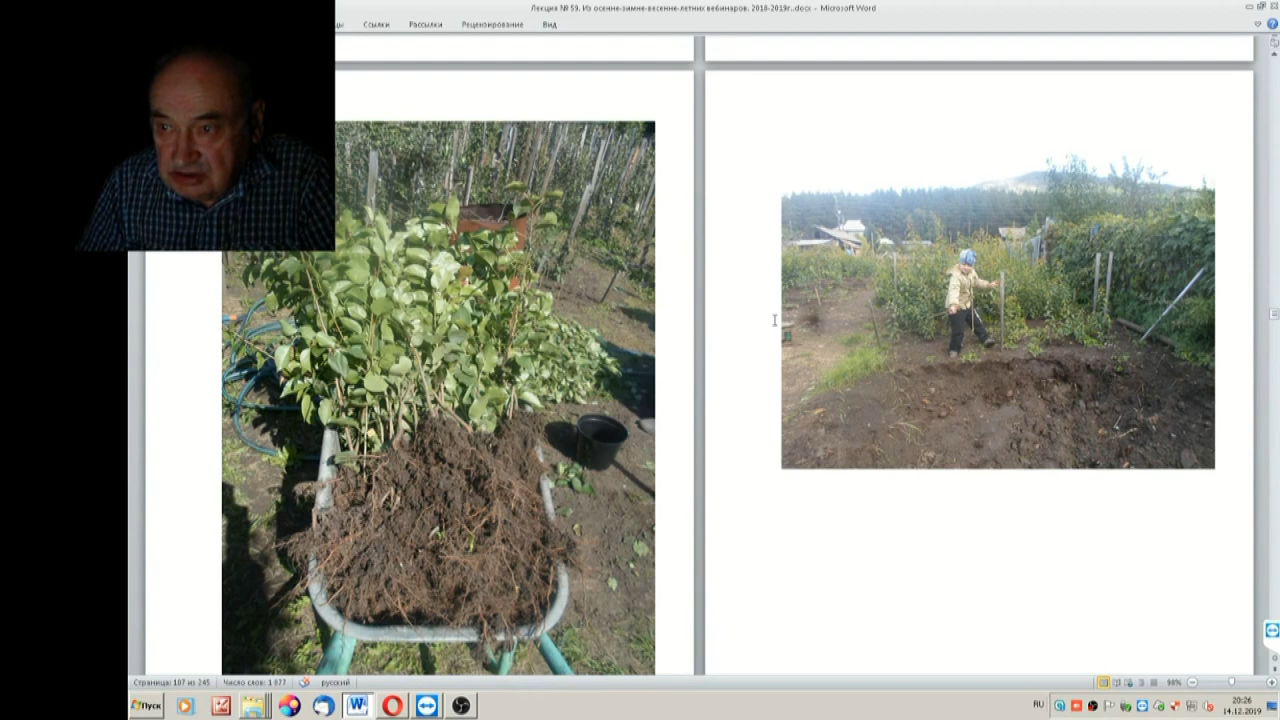 Лекция № 59. Из осенне-зимне-весенне-летних вебинаров. 2018-2019г..docx - Microsoft Word
Ссылки Рассылки Рецензирование Вид
Страница: 107 из 245 Число слов: 1 877 русский 98%
Пуск RU 20:26
14.12.2019